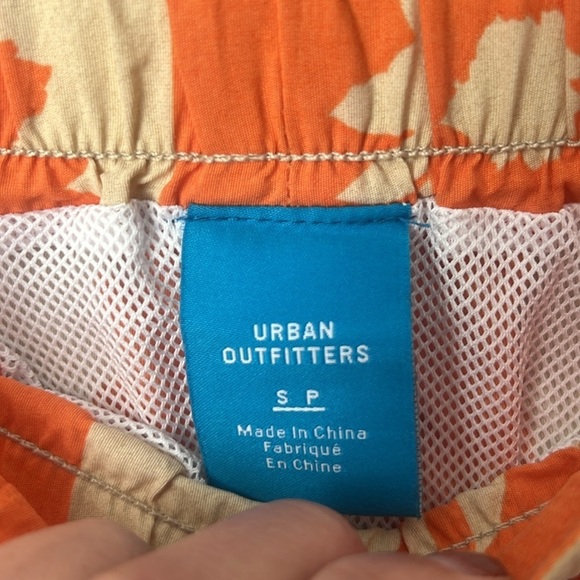 URBAN
OUTFITTERS
S P
Made In China
Fabriqué
En Chine